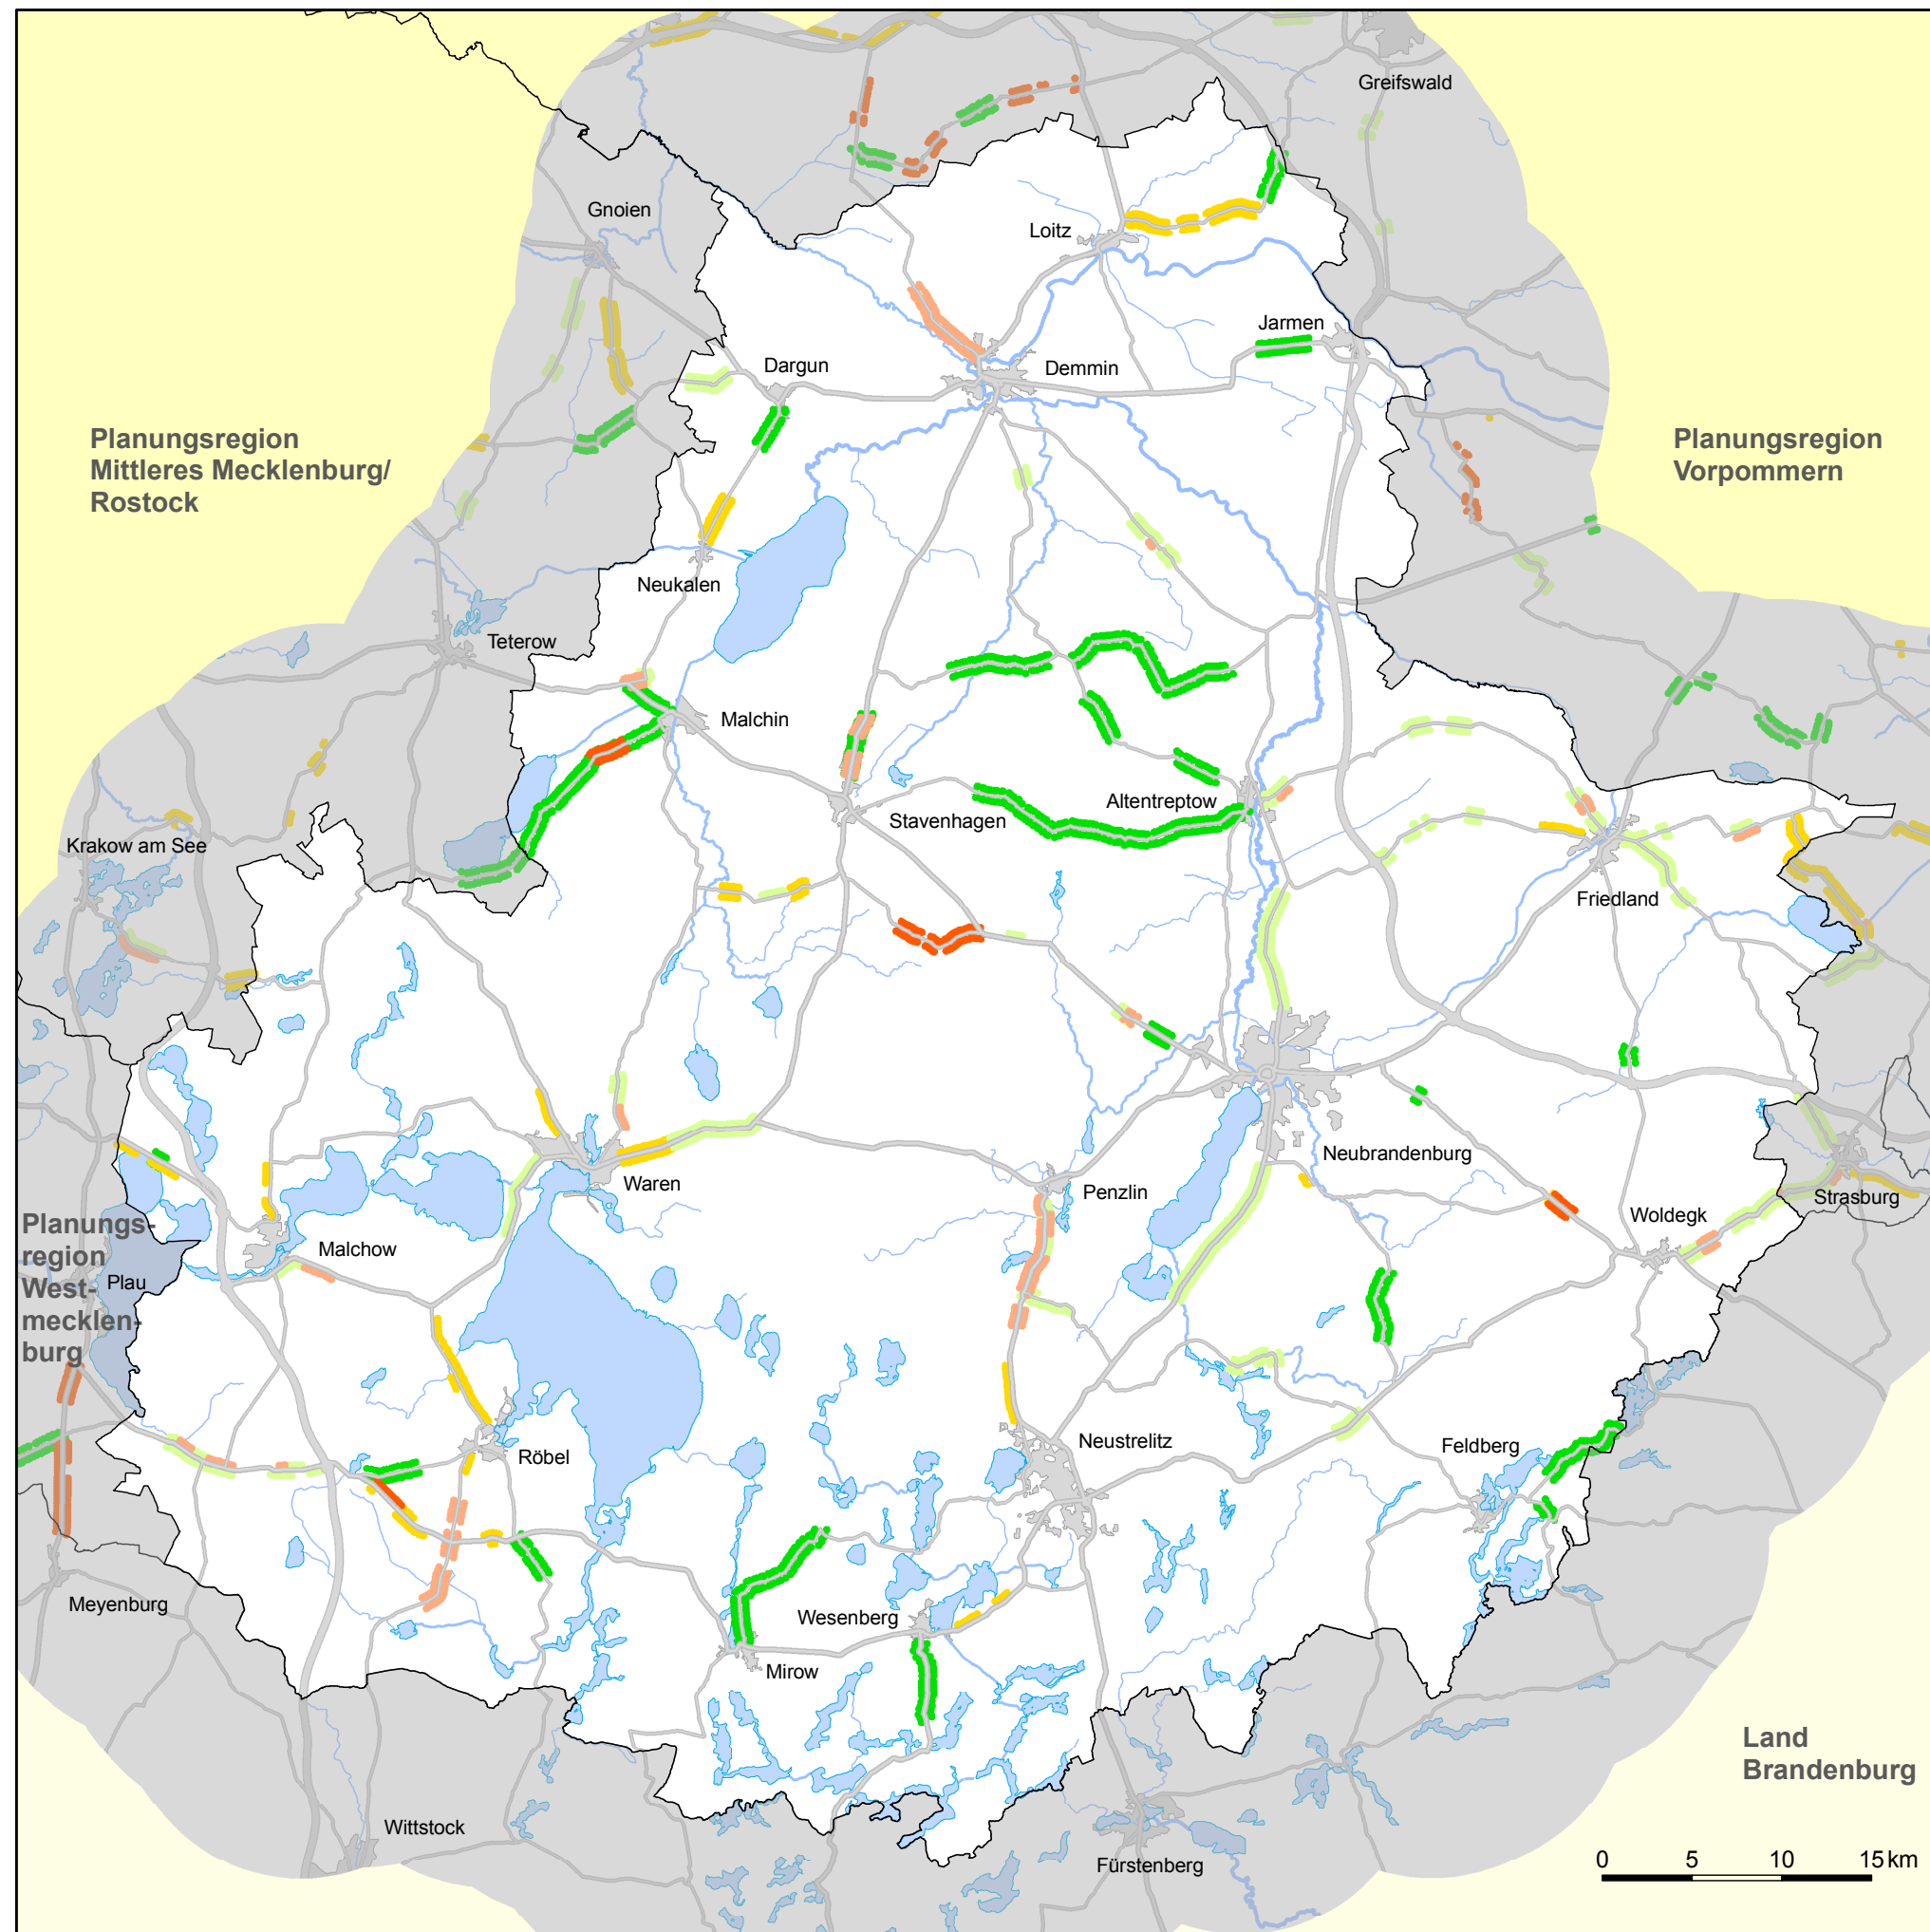 Greifswald
Gnoien
Loitz
Jarmen
Dargun
Demmin
Planungsregion
Mittleres Mecklenburg/
Rostock
Planungsregion
Vorpommern
Neukalen
Teterow
Malchin
Altentreptow
Stavenhagen
Krakow am See
Friedland
Neubrandenburg
Waren
Penzlin
Strasburg
Woldegk
Planungs-
region
West-
mecklen-
burg
Malchow
Plau
Neustrelitz
Feldberg
Röbel
Meyenburg
Wesenberg
Mirow
Land
Brandenburg
Wittstock
Fürstenberg
0 5 10 15 km